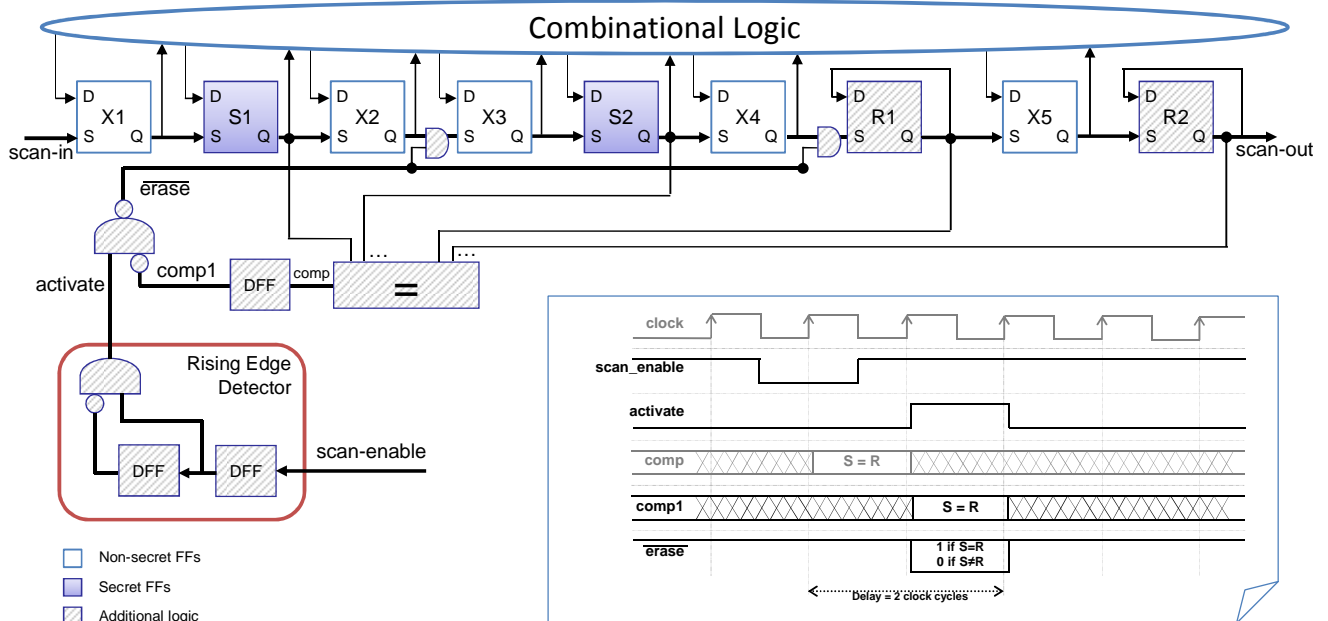 Combinational Logic
D
X1
S Q
D
S1
S Q
D
X2
S Q
D
X3
S Q
D
S2
S Q
D
X4
S Q
D
R1
S Q
D
X5
S Q
D
R2
S Q
scan-in
scan-out
erase
activate
comp1
DFF
comp
... ...
=
Rising Edge
Detector
DFF
DFF
scan-enable
Non-secret FFs
Secret FFs
Additional logic
clock
scan_enable
activate
comp
S = R
comp1
S = R
erase
1 if S=R
0 if S≠R
Delay = 2 clock cycles